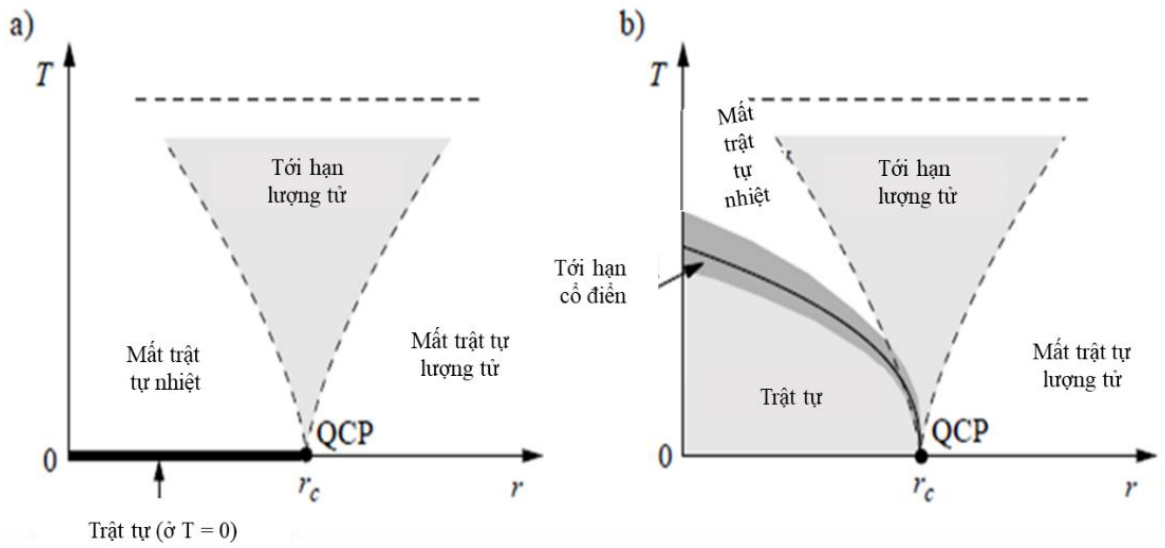 a)
T
Tới hạn
lượng tử
Mất trật
tự nhiệt
Mất trật tự
lượng tử
QCP
0
r_c
r
Trật tự (ở T = 0)
b)
T
Mất
trật
tự
nhiệt
Tới hạn
lượng tử
Tới hạn
cổ điển
Trật tự
Mất trật tự
lượng tử
QCP
0
r_c
r